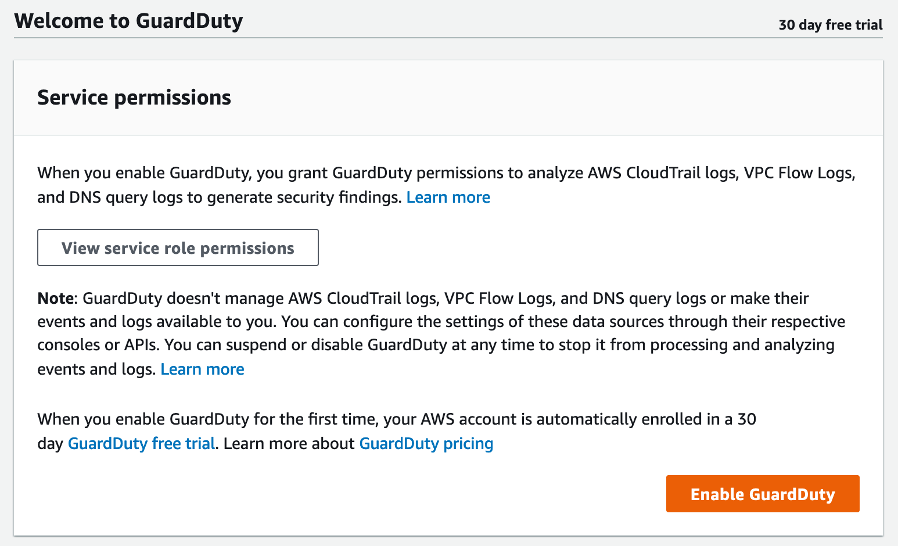 Welcome to GuardDuty
30 day free trial
Service permissions
When you enable GuardDuty, you grant GuardDuty permissions to analyze AWS CloudTrail logs, VPC Flow Logs,
and DNS query logs to generate security findings. Learn more
View service role permissions
Note: GuardDuty doesn't manage AWS CloudTrail logs, VPC Flow Logs, and DNS query logs or make their
events and logs available to you. You can configure the settings of these data sources through their respective
consoles or APIs. You can suspend or disable GuardDuty at any time to stop it from processing and analyzing
events and logs. Learn more
When you enable GuardDuty for the first time, your AWS account is automatically enrolled in a 30
day GuardDuty free trial. Learn more about GuardDuty pricing
Enable GuardDuty